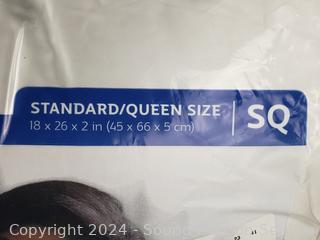 STANDARD/QUEEN SIZE
18 x 26 x 2 in (45 x 66 x 5 cm)
SQ
Copyright 2024 - Sound